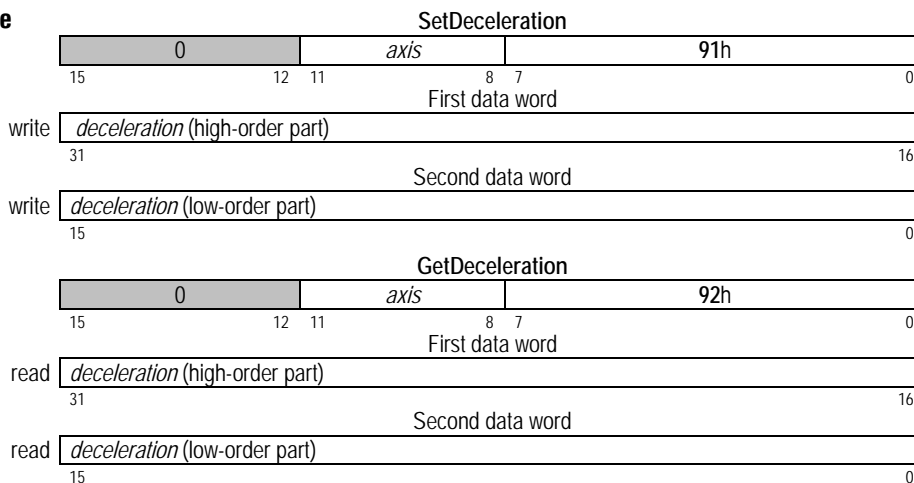 e
SetDeceleration
0 axis 91h
15 12 11 8 7 0
First data word
write deceleration (high-order part)
31 16
Second data word
write deceleration (low-order part)
15 0
GetDeceleration
0 axis 92h
15 12 11 8 7 0
First data word
read deceleration (high-order part)
31 16
Second data word
read deceleration (low-order part)
15 0